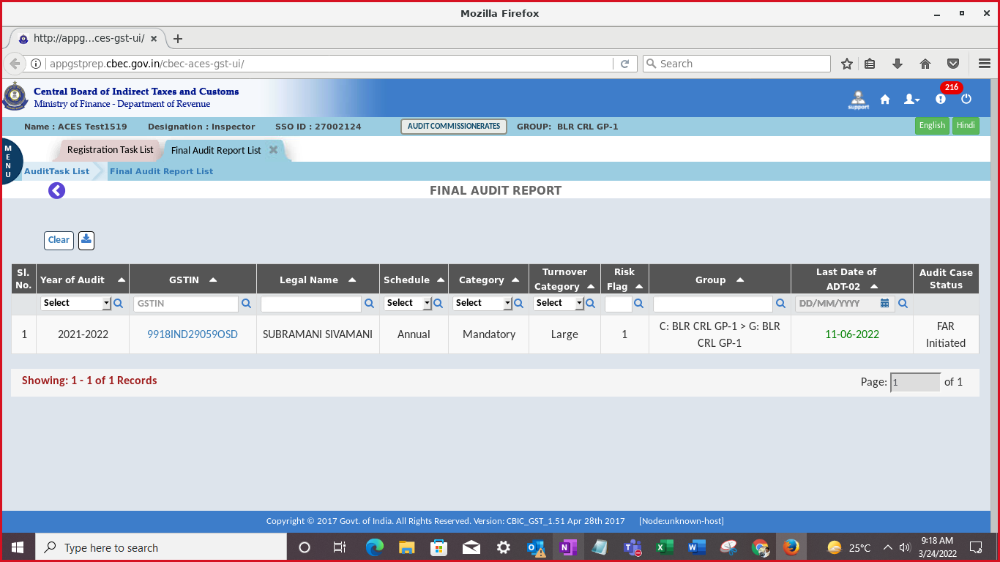 Mozilla Firefox
http://appg...ces-gst-ui/
appgstprep.cbec.gov.in/cbec-aces-gst-ui/
Search
Central Board of Indirect Taxes and Customs
Ministry of Finance - Department of Revenue
support
216
Name : ACES Test1519 Designation : Inspector SSO ID : 27002124 AUDIT COMMISSIONERATES GROUP: BLR CRL GP-1 English Hindi
MENU
Registration Task List Final Audit Report List
AuditTask List Final Audit Report List
FINAL AUDIT REPORT
Clear
Sl. No. Year of Audit GSTIN Legal Name Schedule Category Turnover Category Risk Flag Group Last Date of ADT-02 Audit Case Status
Select GSTIN Select Select Select DD/MM/YYYY
1 2021-2022 9918IND29059OSD SUBRAMANI SIVAMANI Annual Mandatory Large 1 C: BLR CRL GP-1 > G: BLR CRL GP-1 11-06-2022 FAR Initiated
Showing: 1 - 1 of 1 Records Page: 1 of 1
Copyright © 2017 Govt. of India. All Rights Reserved. Version: CBIC_GST_1.51 Apr 28th 2017 [Node:unknown-host]
Type here to search
25°C
9:18 AM
3/24/2022